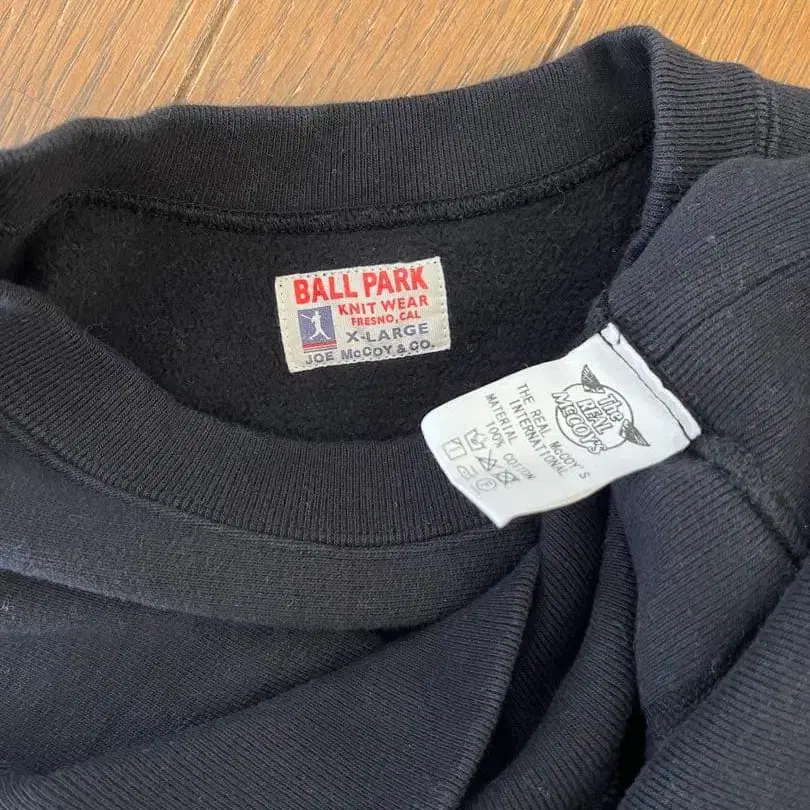 BALL PARK
KNIT WEAR
FRESNO, CAL
X-LARGE
JOE McCOY & CO.
The
REAL
McCOY'S
THE REAL McCOY'S
INTERNATIONAL
MATERIAL
100% COTTON